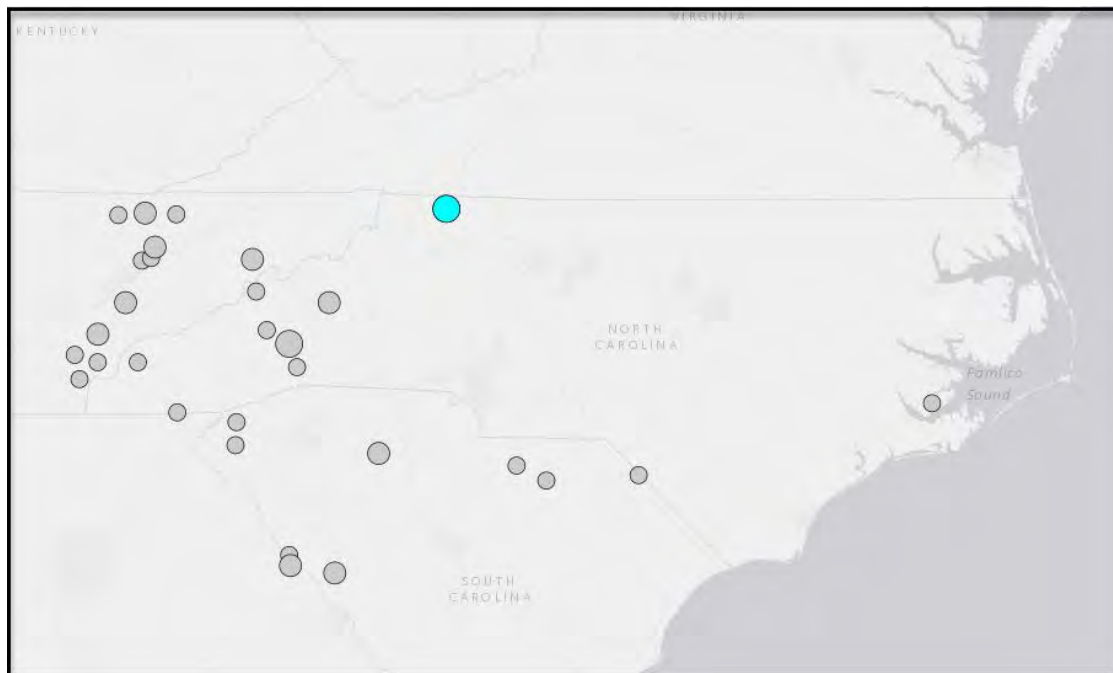 VIRGINIA
KENTUCKY
NORTH
CAROLINA
Pamlico
Sound
SOUTH
CAROLINA